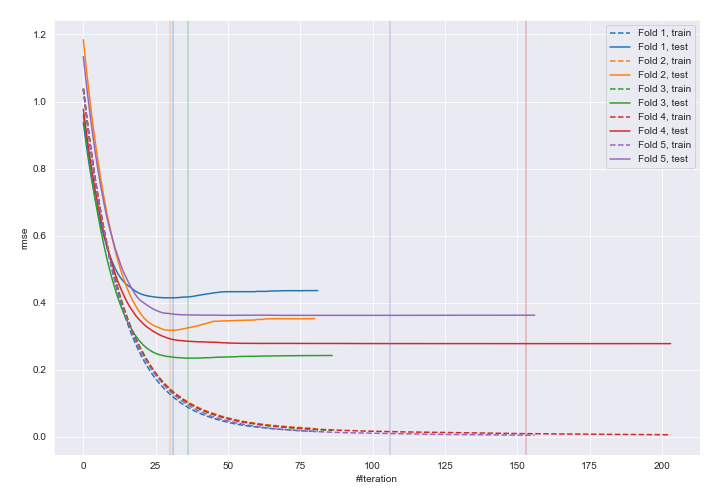 1.2
1.0
0.8
0.6
0.4
0.2
0.0
rmse
0
25
50
75
100
125
150
175
200
#Iteration
Fold 1, train
Fold 1, test
Fold 2, train
Fold 2, test
Fold 3, train
Fold 3, test
Fold 4, train
Fold 4, test
Fold 5, train
Fold 5, test